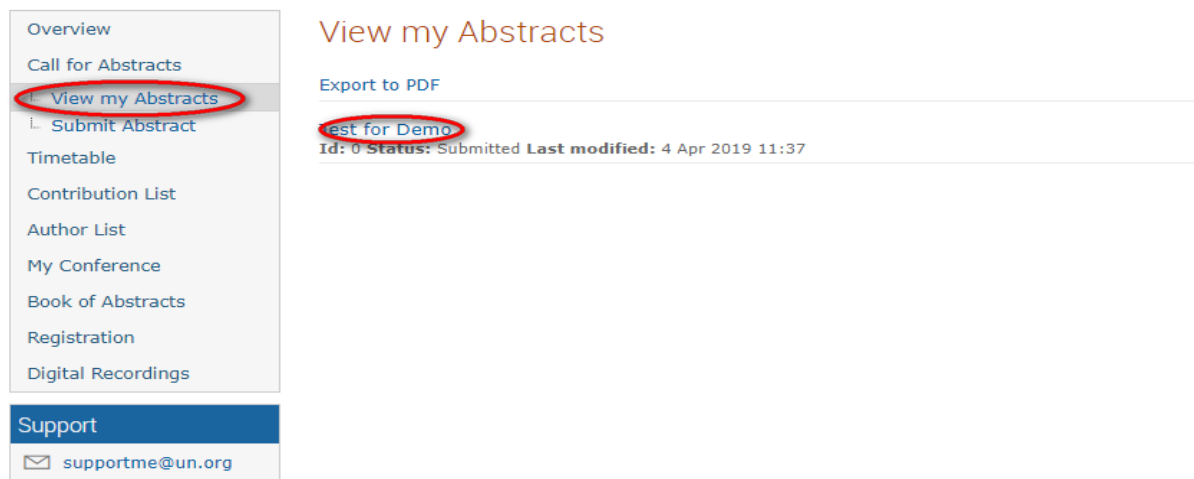 Overview
Call for Abstracts
View my Abstracts
Submit Abstract
Timetable
Contribution List
Author List
My Conference
Book of Abstracts
Registration
Digital Recordings
Support
supportme@un.org
View my Abstracts
Export to PDF
Test for Demo
Id: 0 Status: Submitted Last modified: 4 Apr 2019 11:37